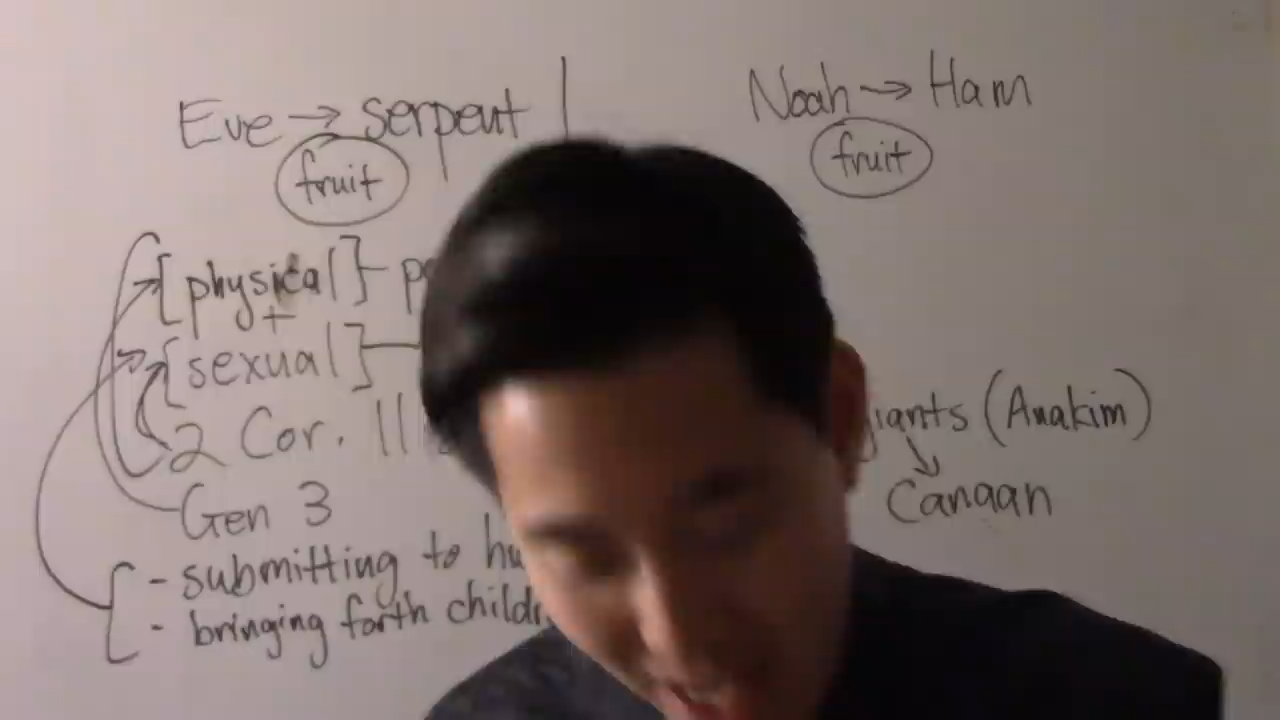 Eve → serpent
fruit
[physical]
+
[sexual]
2 Cor. 11
Gen 3
- submitting to
- bringing forth
Noah → Ham
fruit
(Anakim)
Canaan